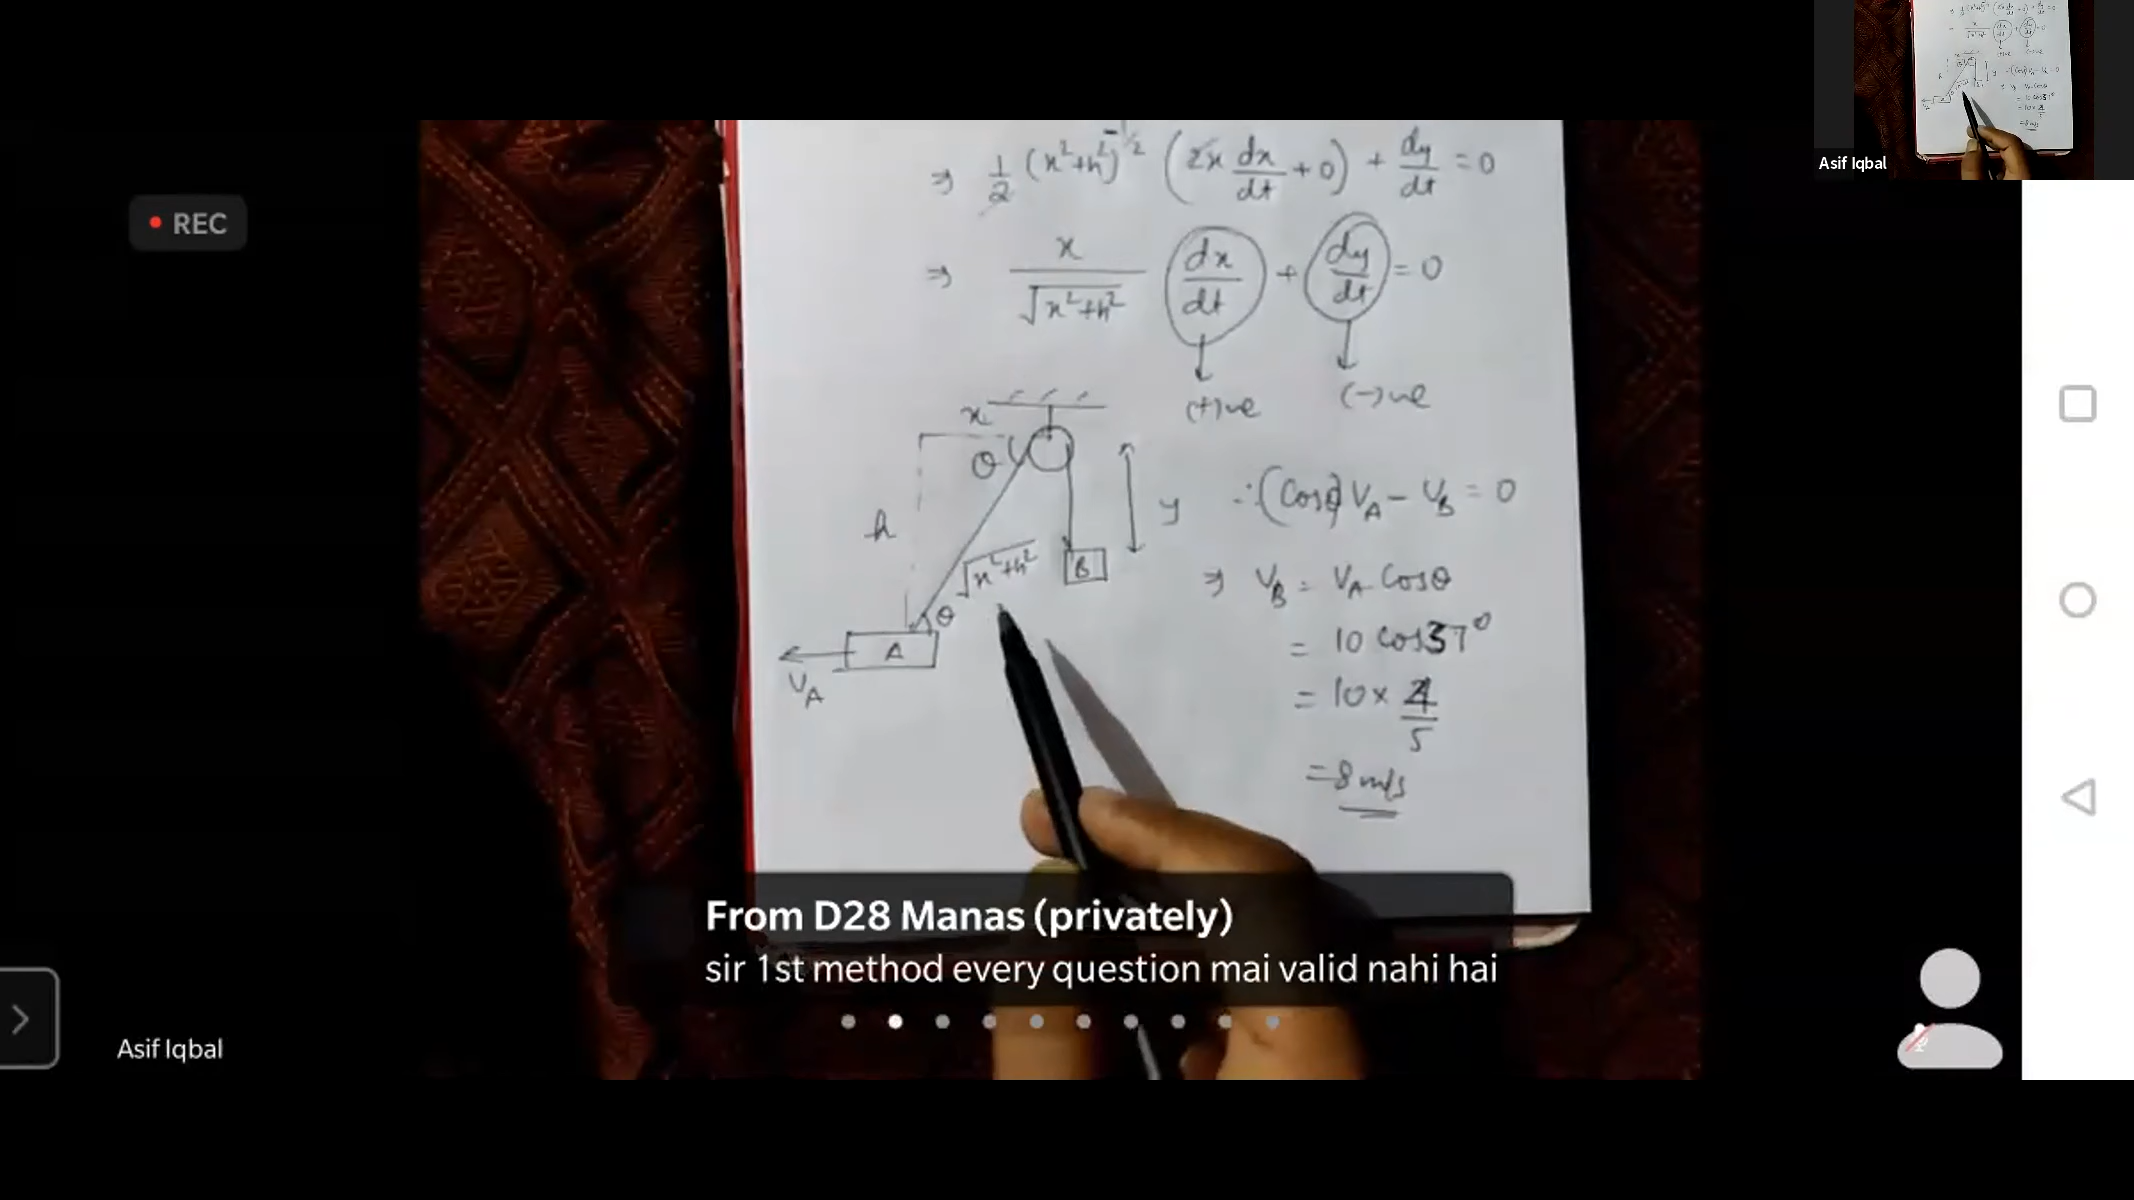 REC
⇒ 1/2 (x²+h²)^-1/2 (2x dx/dt + 0) + dy/dt = 0
⇒ x/√x²+h² dx/dt + dy/dt = 0
(+)ve (-)ve
x
θ
h
√x²+h²
y
B
θ
A
V_A
∴ (Cosθ) V_A - V_B = 0
⇒ V_B = V_A Cosθ
= 10 cos37°
= 10 × 4/5
= 8 m/s
From D28 Manas (privately)
sir 1st method every question mai valid nahi hai
Asif Iqbal
Asif Iqbal